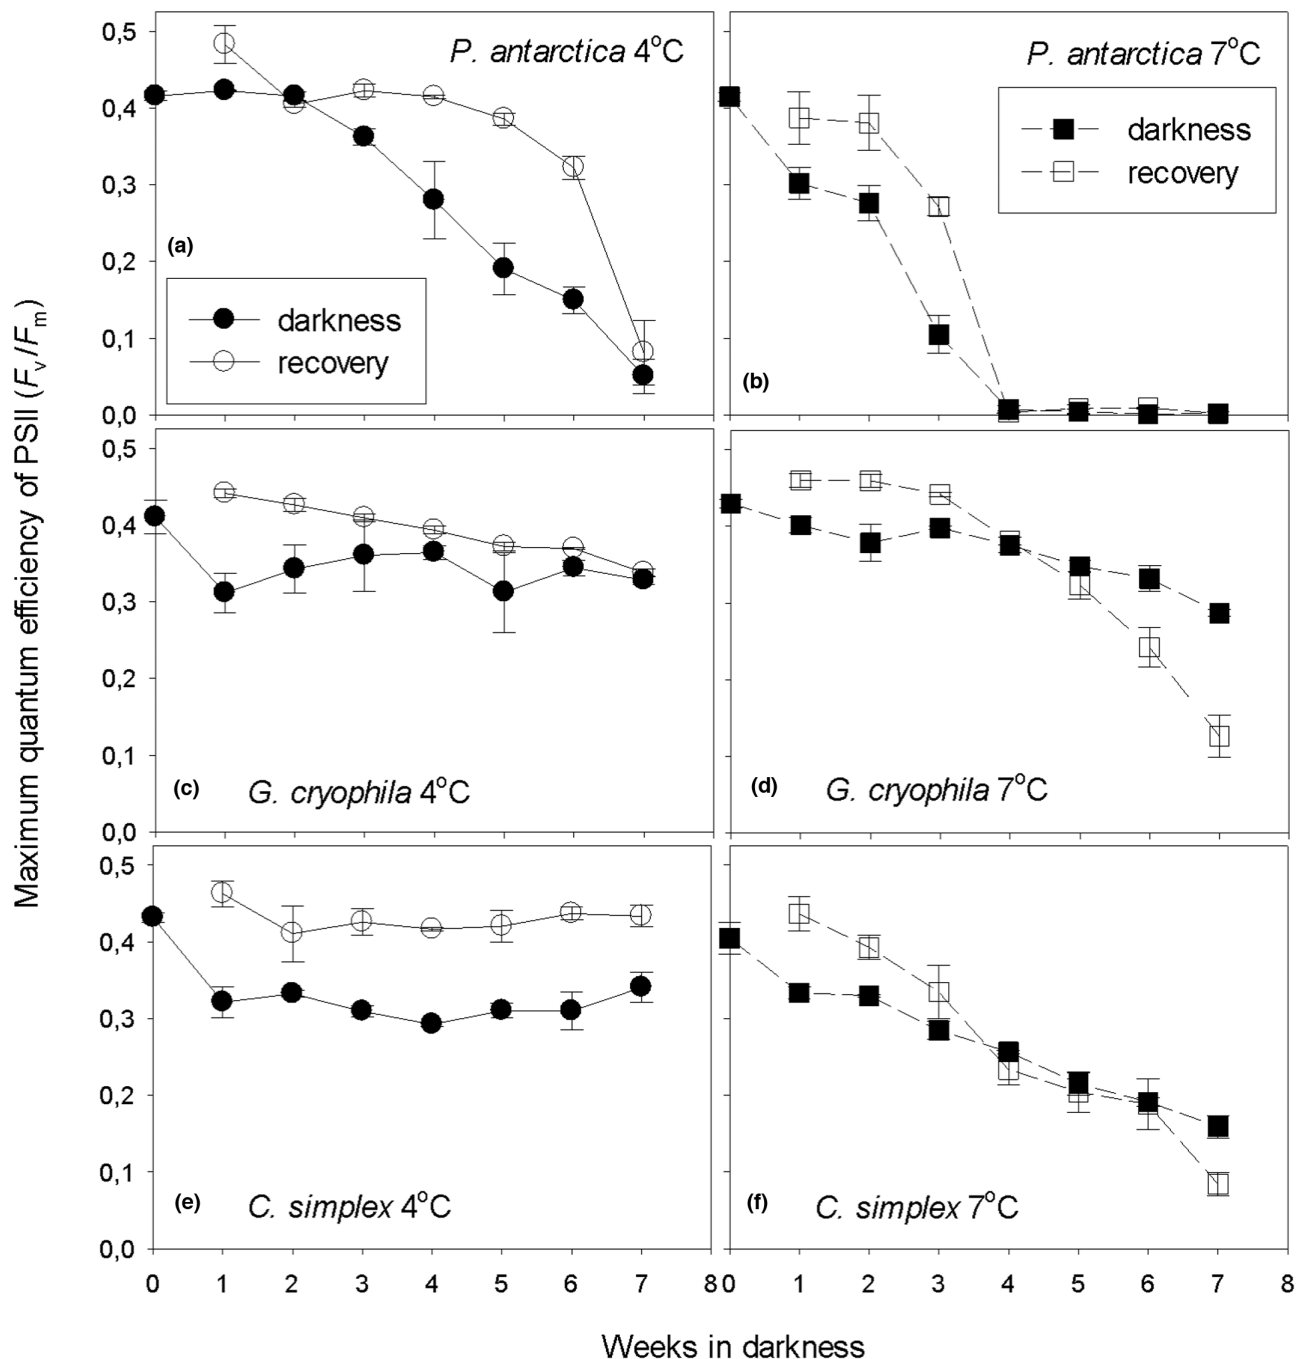 Maximum quantum efficiency of PSII (Fv/Fm)
0,5
0,4
0,3
0,2
0,1
0,0
P. antarctica 4°C
(a)
darkness
recovery
P. antarctica 7°C
darkness
recovery
(b)
0,5
0,4
0,3
0,2
0,1
0,0
(c)
G. cryophila 4°C
(d)
G. cryophila 7°C
0,5
0,4
0,3
0,2
0,1
0,0
(e)
C. simplex 4°C
(f)
C. simplex 7°C
0 1 2 3 4 5 6 7 8
0 1 2 3 4 5 6 7 8
Weeks in darkness